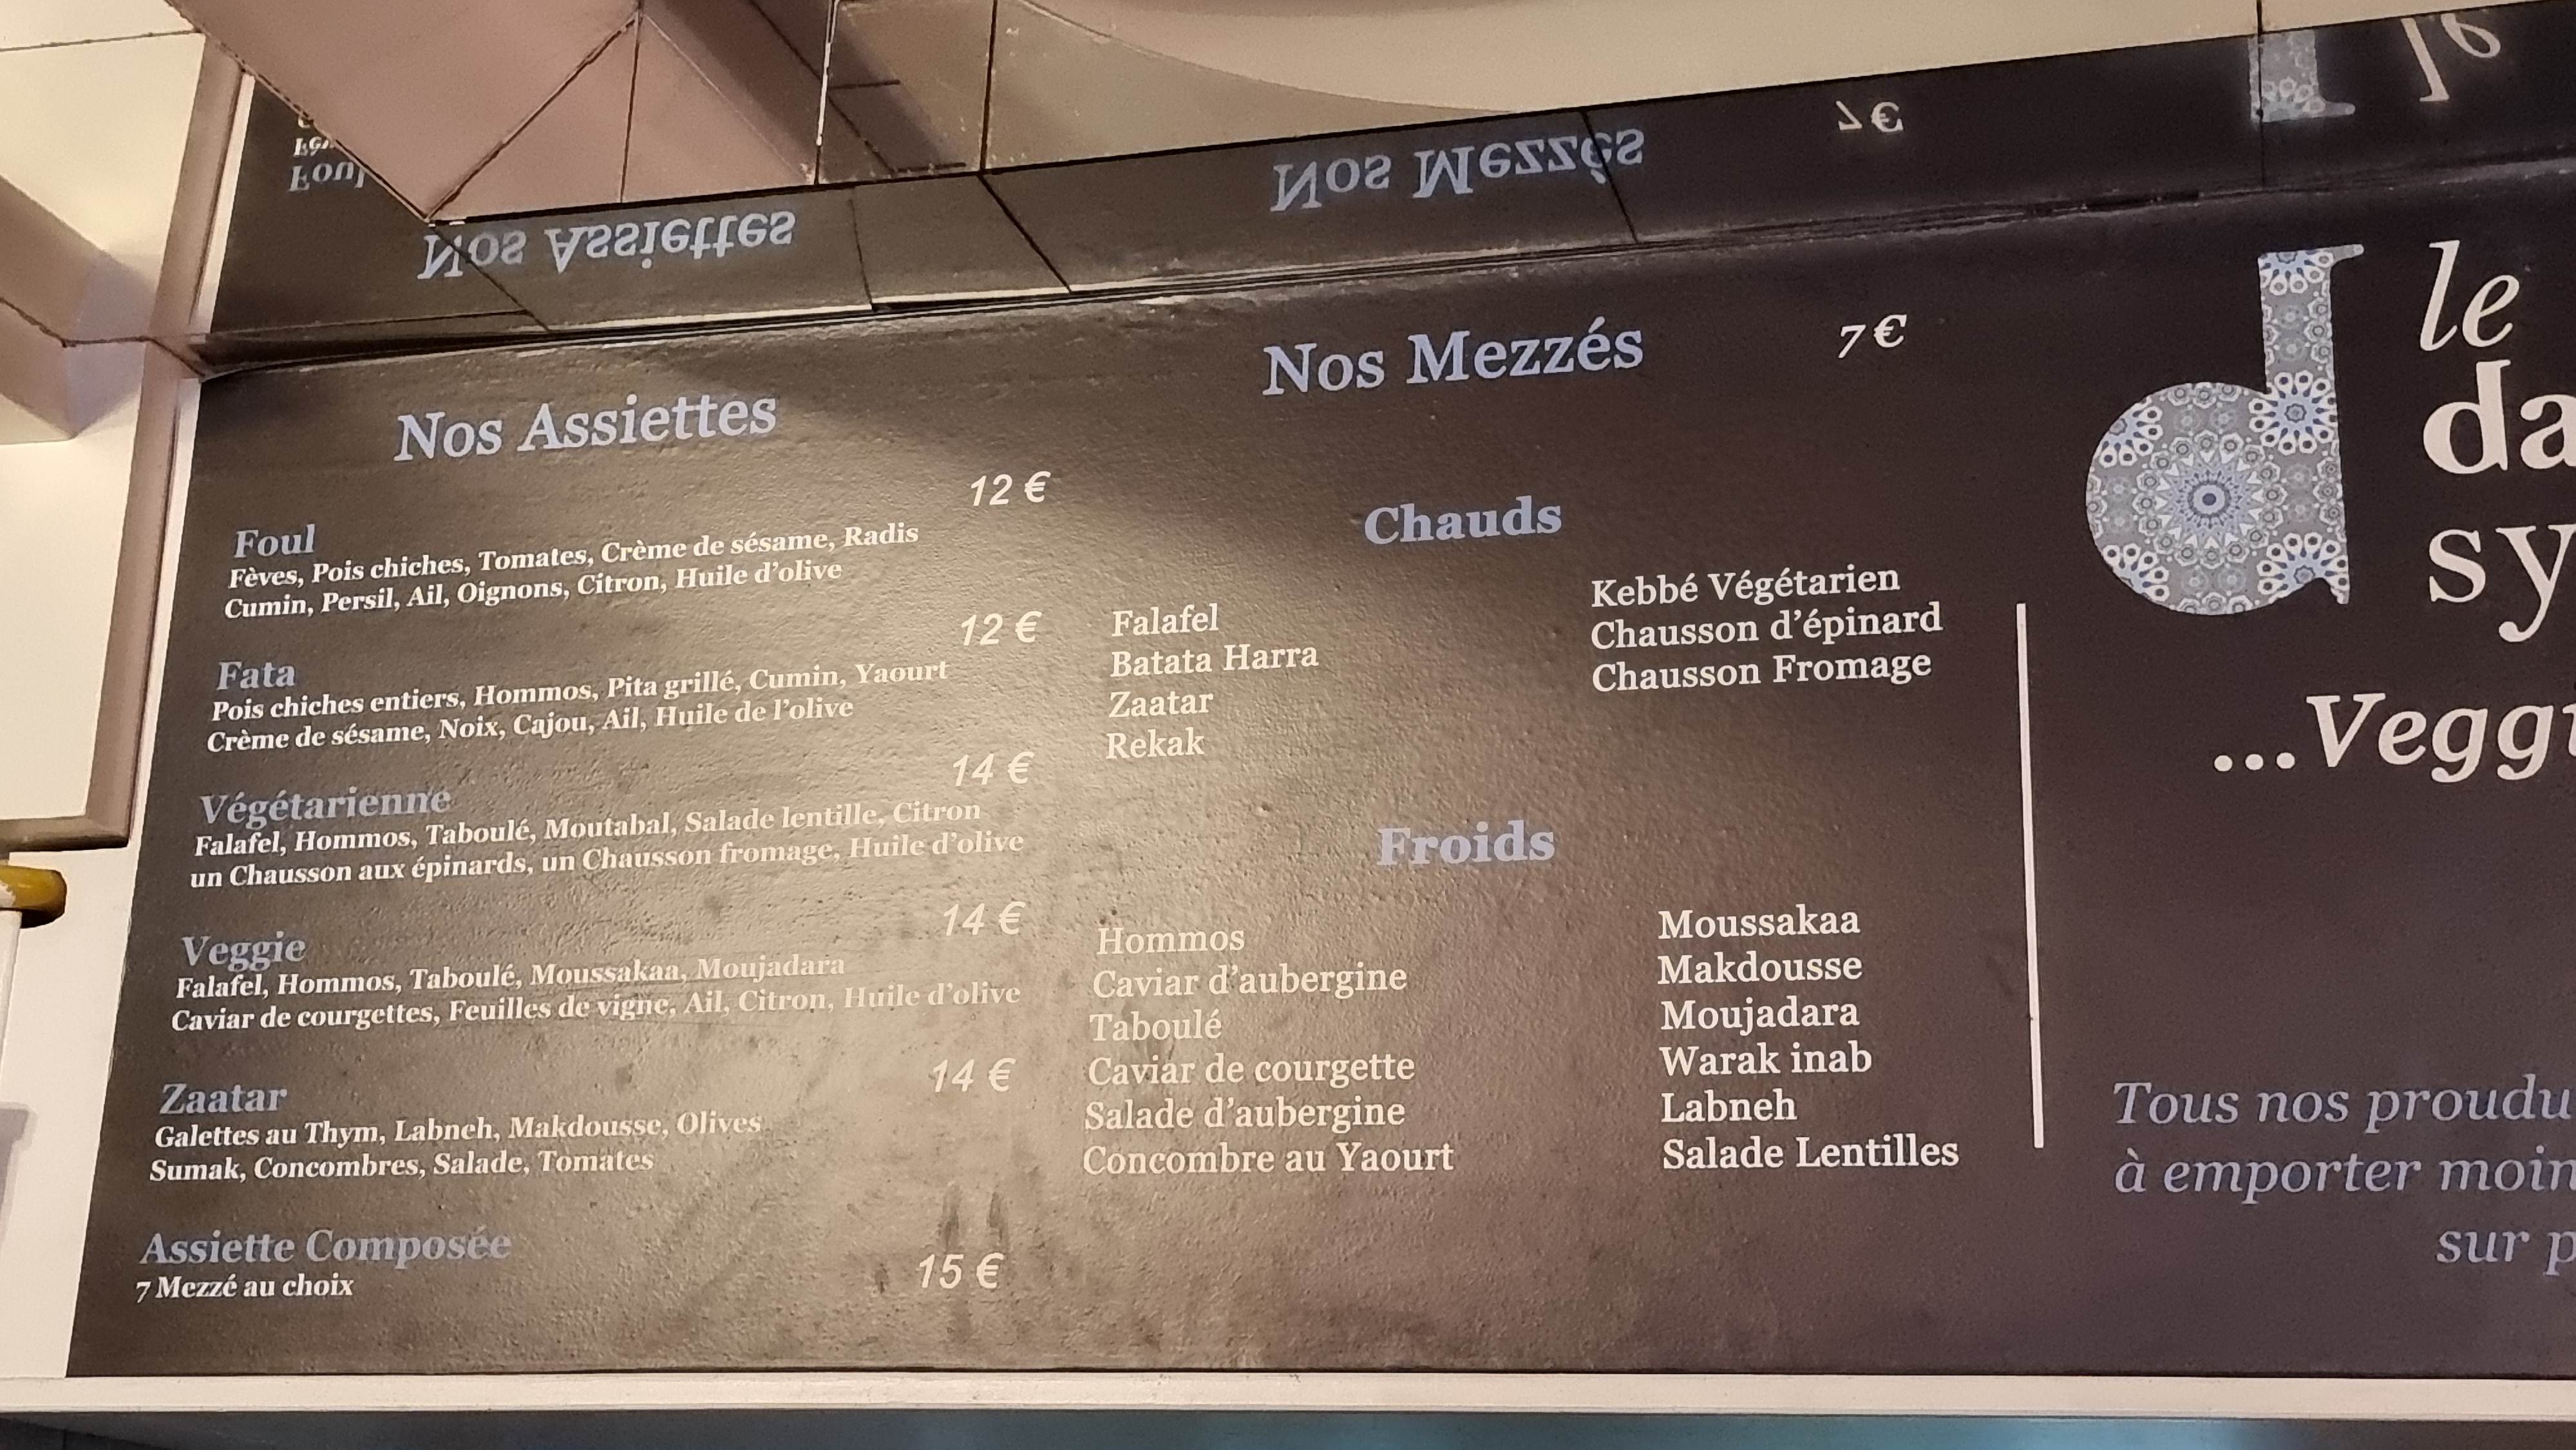 Nos Assiettes
Foul 12 €
Fèves, Pois chiches, Tomates, Crème de sésame, Radis
Cumin, Persil, Ail, Oignons, Citron, Huile d'olive
Fata 12 €
Pois chiches entiers, Hommos, Pita grillé, Cumin, Yaourt
Crème de sésame, Noix, Cajou, Ail, Huile de l'olive
Végétarienne 14 €
Falafel, Hommos, Taboulé, Moutabal, Salade lentille, Citron
un Chausson aux épinards, un Chausson fromage, Huile d'olive
Veggie 14 €
Falafel, Hommos, Taboulé, Moussakaa, Moujadara
Caviar de courgettes, Feuilles de vigne, Ail, Citron, Huile d'olive
Zaatar 14 €
Galettes au Thym, Labneh, Makdousse, Olives
Sumak, Concombres, Salade, Tomates
Assiette Composée
7 Mezzé au choix 15 €
Nos Mezzés 7 €
Chauds
Falafel
Batata Harra
Zaatar
Rekak
Kebbé Végétarien
Chausson d'épinard
Chausson Fromage
Froids
Hommos
Caviar d'aubergine
Taboulé
Caviar de courgette
Salade d'aubergine
Concombre au Yaourt
Moussakaa
Makdousse
Moujadara
Warak inab
Labneh
Salade Lentilles
d
le
da
sy
...Veggi
Tous nos proudu
à emporter moin
sur p